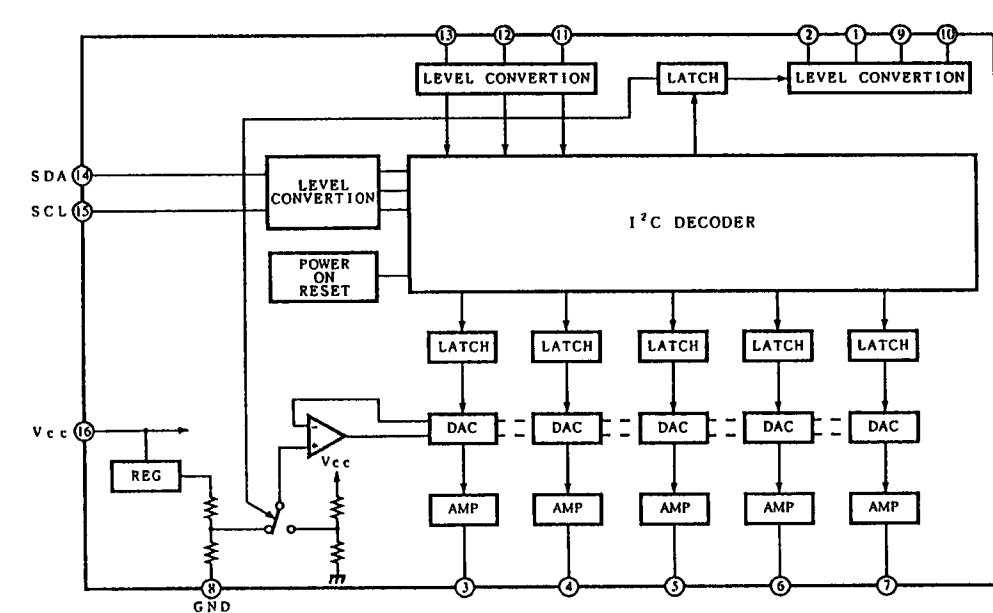 13 12 11 2 1 9 10
LEVEL CONVERTION
LATCH
LEVEL CONVERTION
SDA 14
SCL 15
LEVEL
CONVERTION
I²C DECODER
POWER
ON
RESET
LATCH LATCH LATCH LATCH LATCH
Vcc 16
REG
-
+
Vcc
DAC DAC DAC DAC DAC
AMP AMP AMP AMP AMP
8 3 4 5 6 7
GND